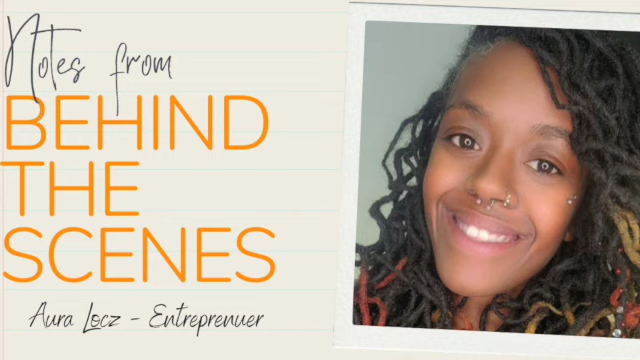 Notes from
BEHIND
THE
SCENES
Aura Locz - Entreprenuer